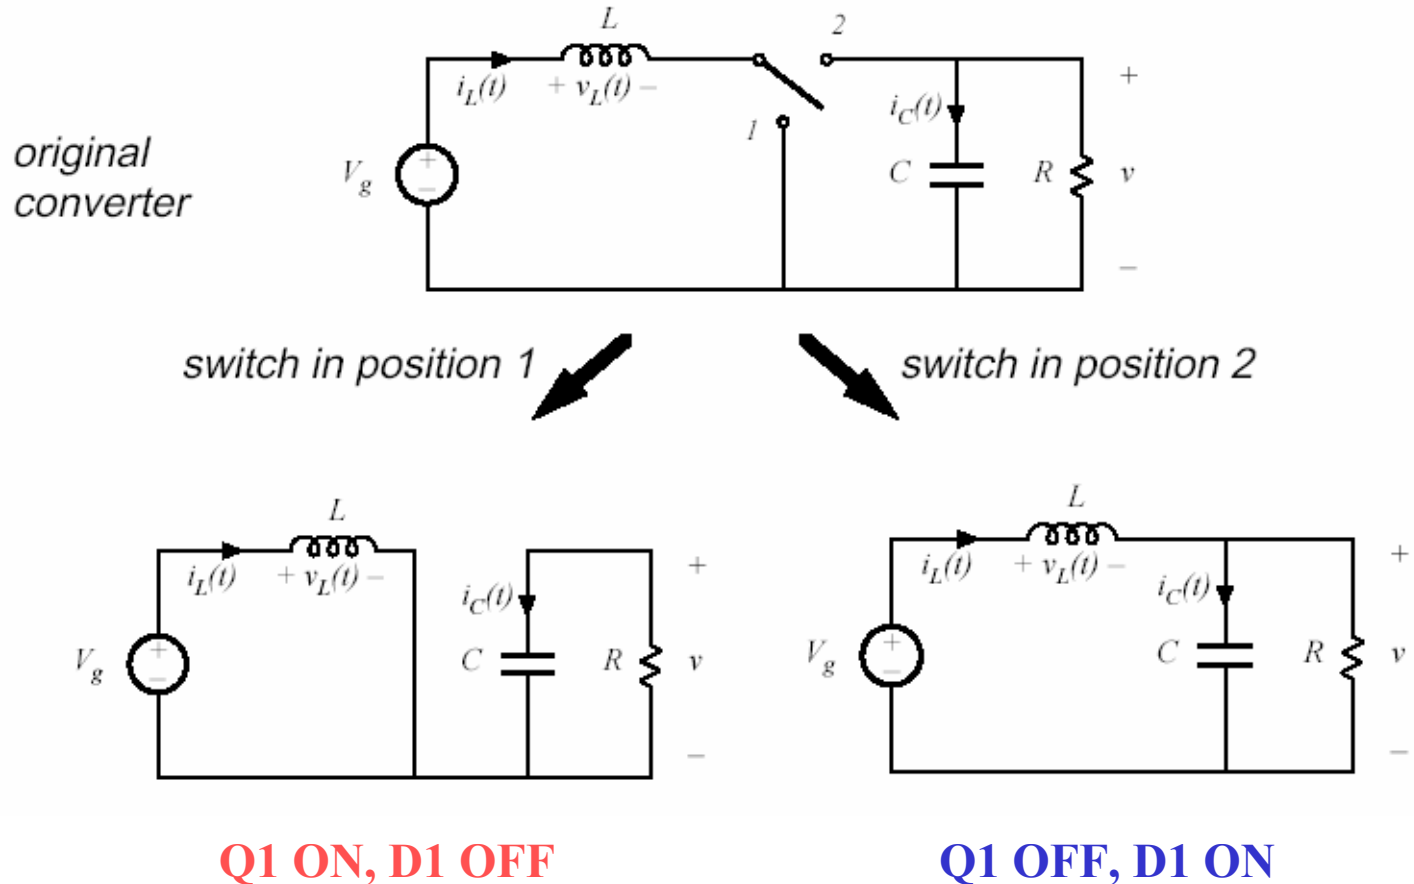 L
2
i_L(t)
+ v_L(t) –
+
i_C(t)
1
original
converter
V_g
+
–
C
R
v
–
switch in position 1
switch in position 2
L
i_L(t)
+ v_L(t) –
+
i_C(t)
V_g
+
–
C
R
v
–
L
i_L(t)
+ v_L(t) –
+
i_C(t)
V_g
+
–
C
R
v
–
Q1 ON, D1 OFF
Q1 OFF, D1 ON